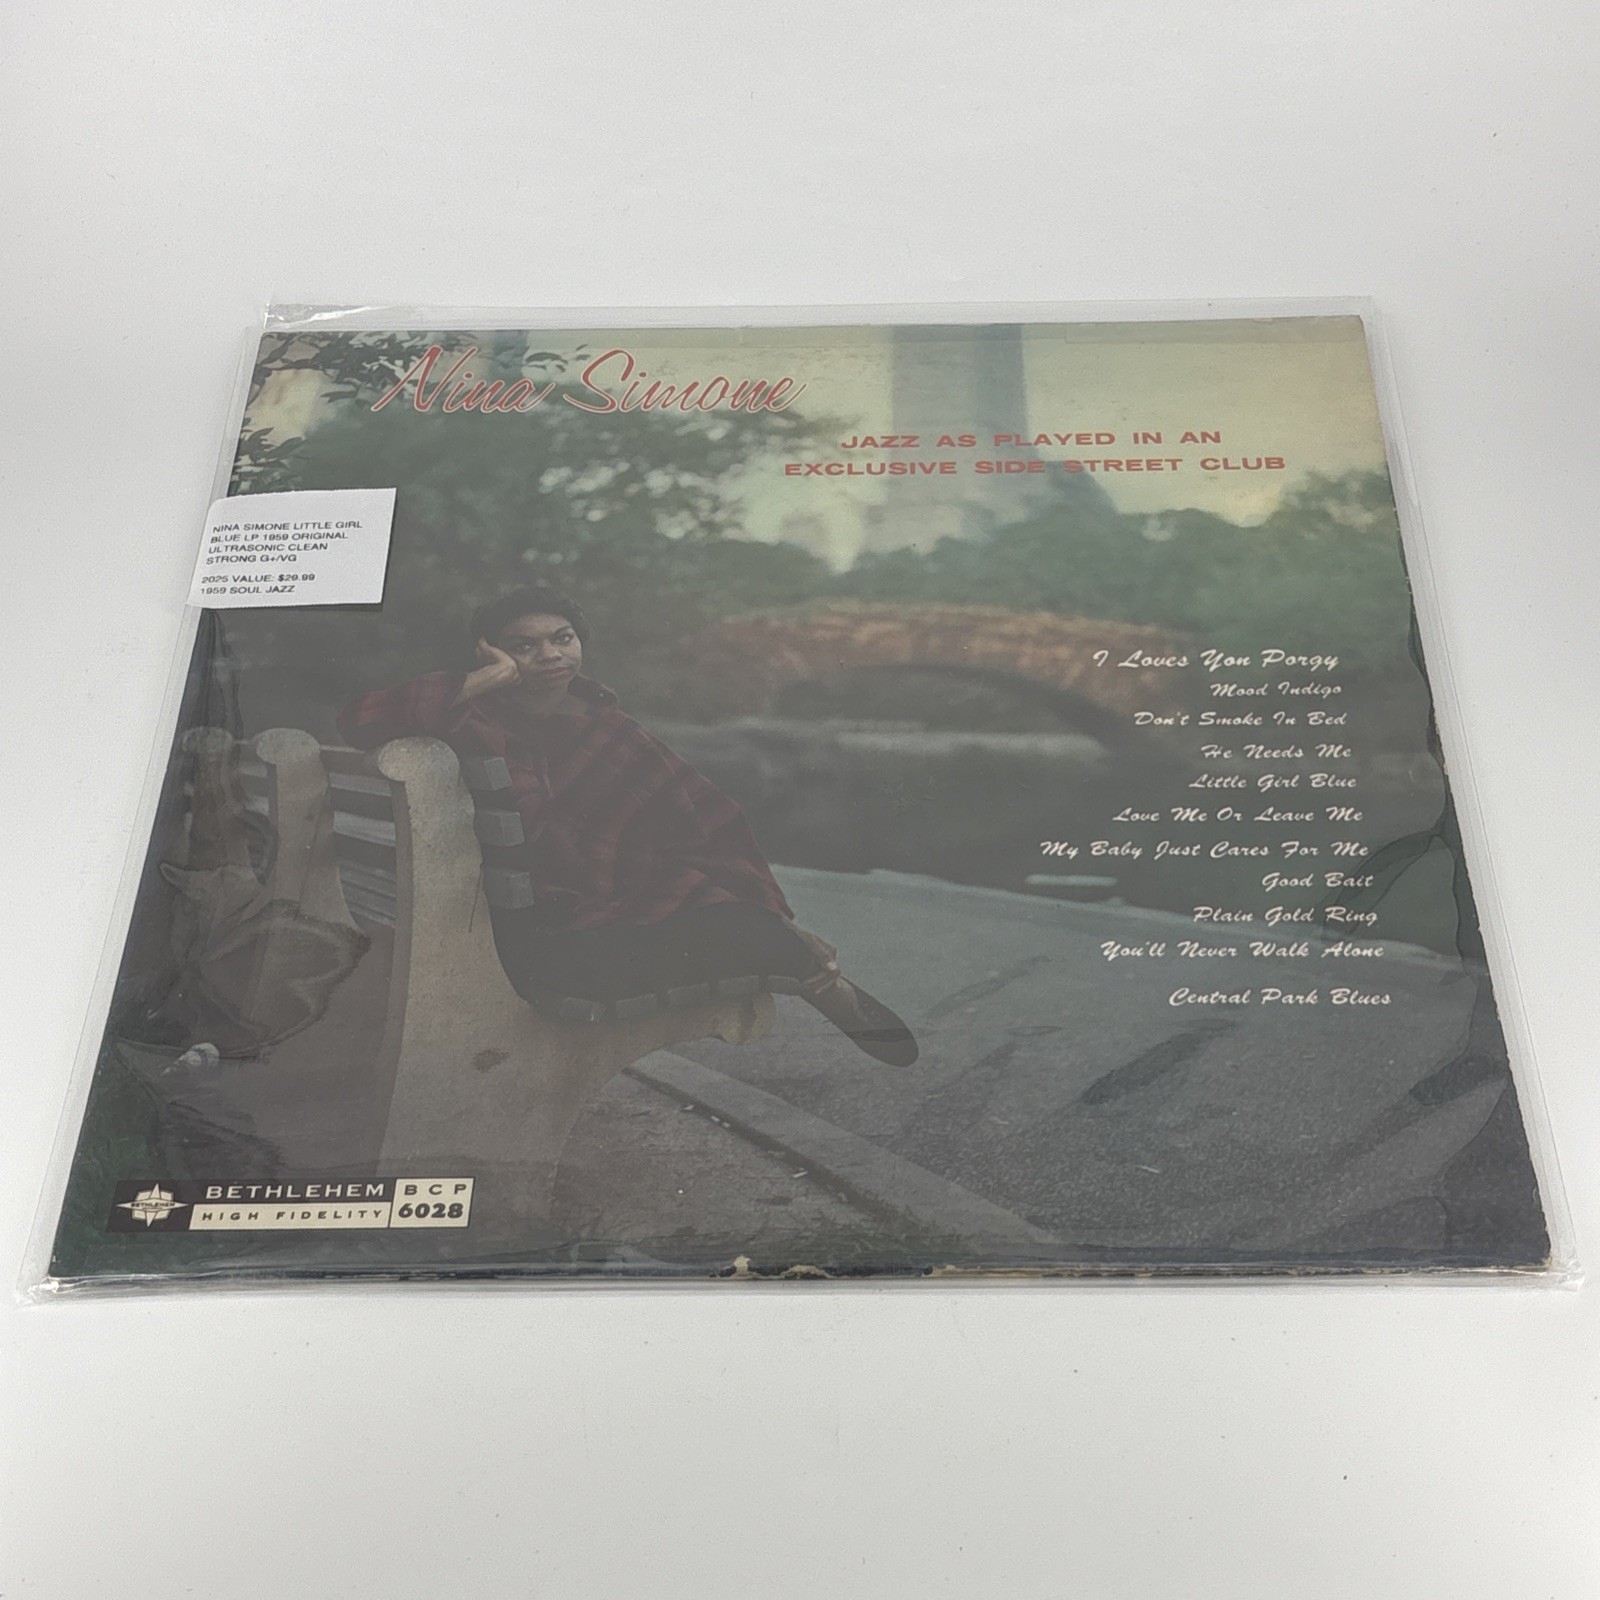 Nina Simone
JAZZ AS PLAYED IN AN
EXCLUSIVE SIDE STREET CLUB
NINA SIMONE LITTLE GIRL
BLUE LP 1959 ORIGINAL
ULTRASONIC CLEAN
STRONG G+/VG
2025 VALUE: $29.99
1959 SOUL JAZZ
I Loves You Porgy
Mood Indigo
Don't Smoke In Bed
He Needs Me
Little Girl Blue
Love Me Or Leave Me
My Baby Just Cares For Me
Good Bait
Plain Gold Ring
You'll Never Walk Alone
Central Park Blues
BETHLEHEM
BETHLEHEM
HIGH FIDELITY
BCP
6028